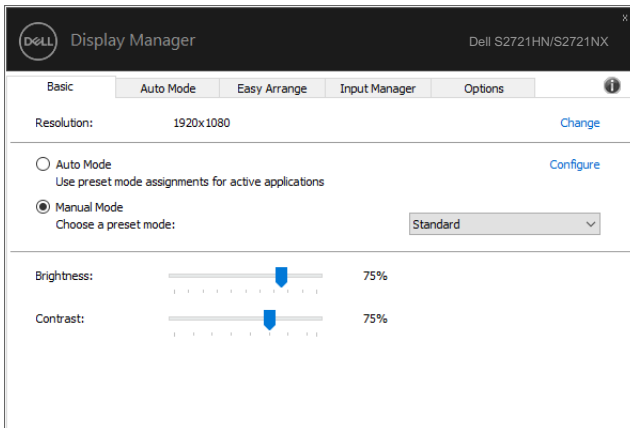 DELL Display Manager
Dell S2721HN/S2721NX
x
Basic Auto Mode Easy Arrange Input Manager Options i
Resolution: 1920x1080 Change
Auto Mode Configure
Use preset mode assignments for active applications
Manual Mode
Choose a preset mode: Standard
Brightness: 75%
Contrast: 75%